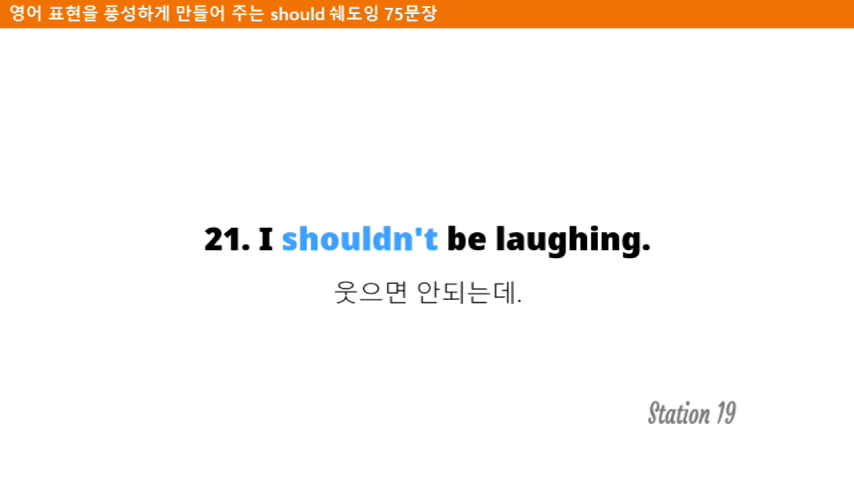 영어 표현을 풍성하게 만들어 주는 should 쉐도잉 75문장
21. I shouldn't be laughing.
웃으면 안되는데.
Station 19